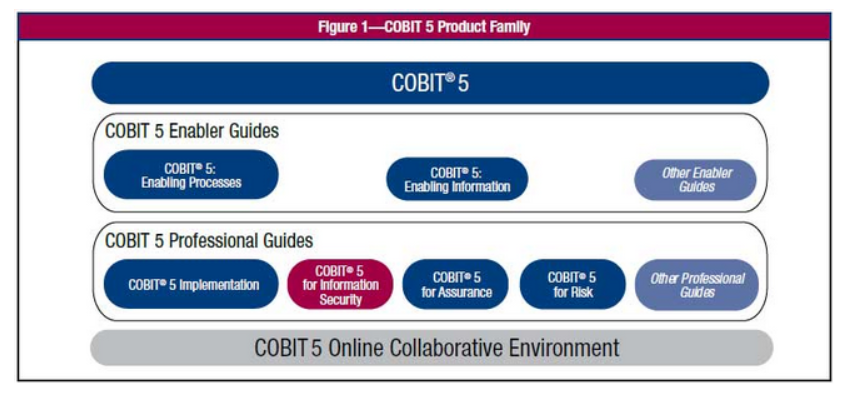 Figure 1—COBIT 5 Product Family
COBIT® 5
COBIT 5 Enabler Guides
COBIT® 5:
Enabling Processes
COBIT® 5:
Enabling Information
Other Enabler
Guides
COBIT 5 Professional Guides
COBIT® 5 Implementation
COBIT® 5
for Information
Security
COBIT® 5
for Assurance
COBIT® 5
for Risk
Other Professional
Guides
COBIT 5 Online Collaborative Environment